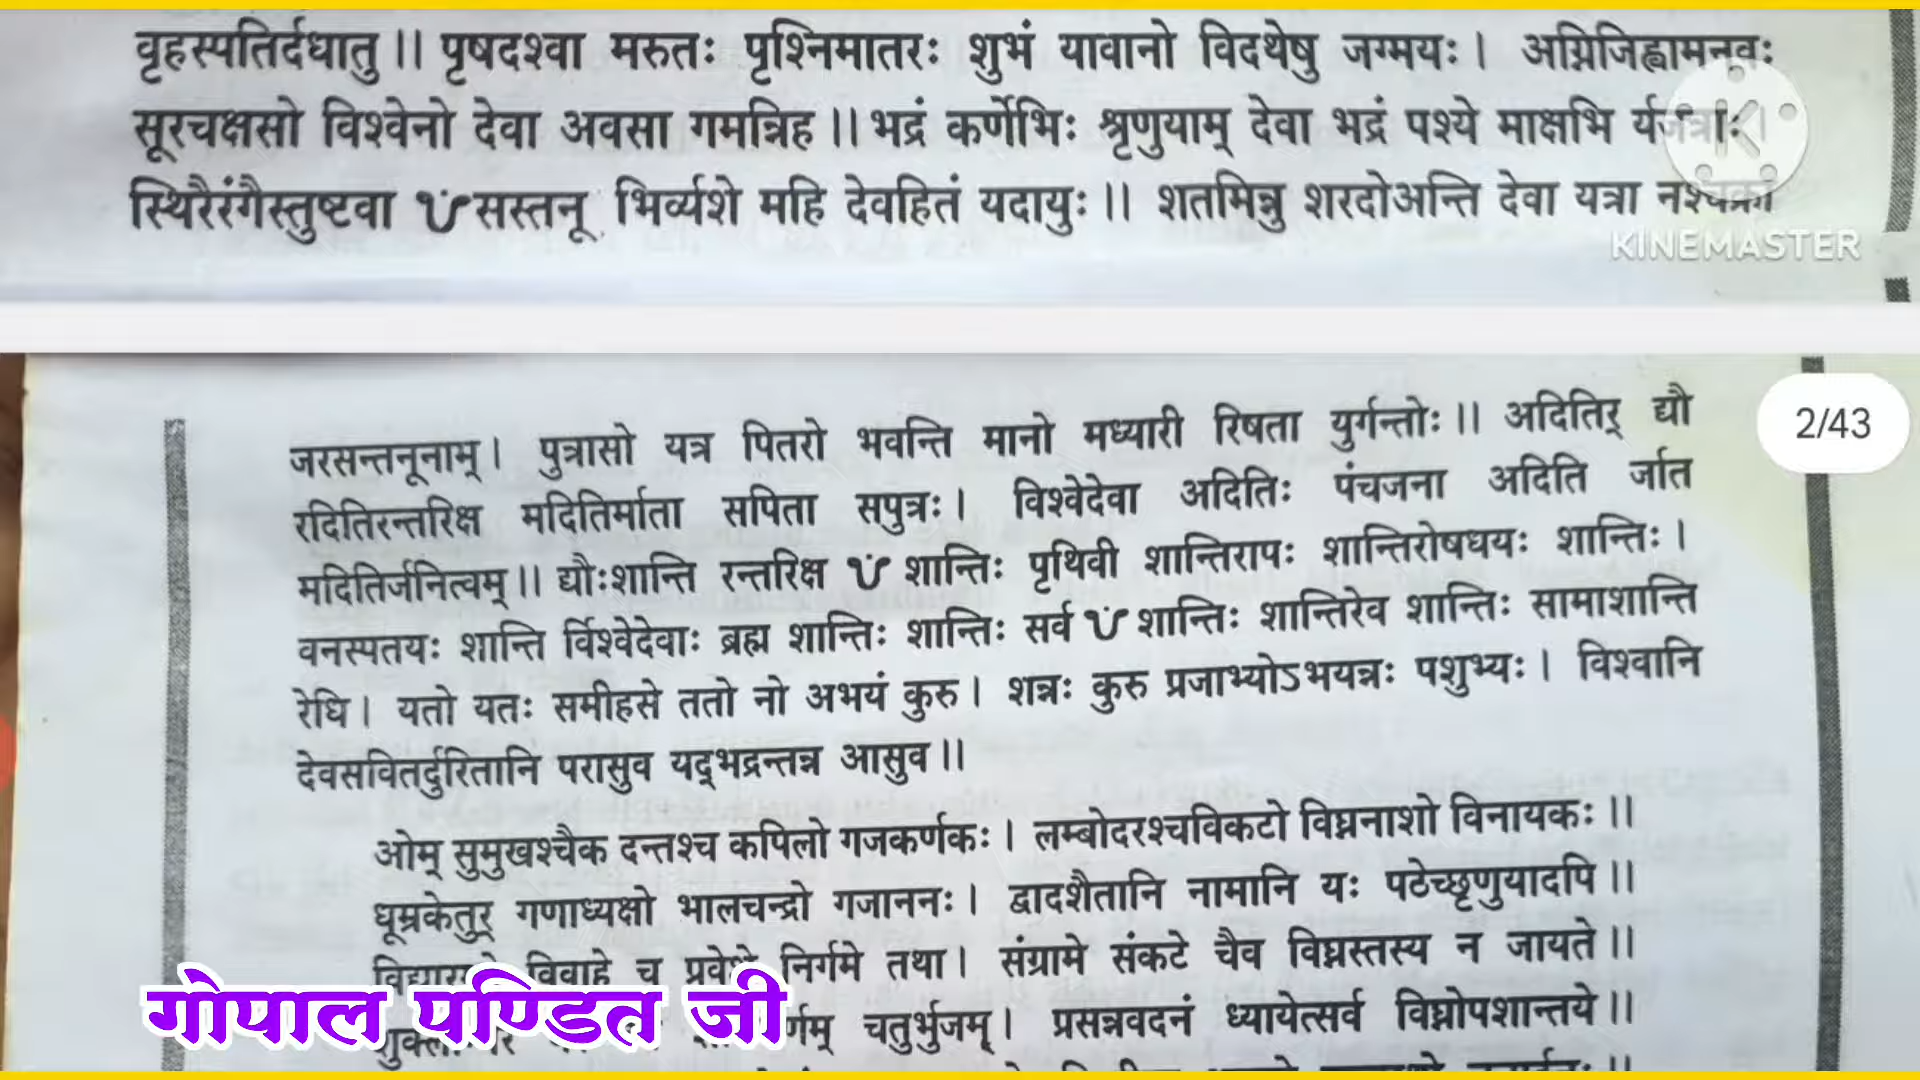 वृहस्पतिर्दधातु।। पृषदश्वा मरुतः पृश्निमातरः शुभं यावानो विदथेषु जग्मयः। अग्निजिह्वामनवः
सूरचक्षसो विश्वेनो देवा अवसा गमन्निह।। भद्रं कर्णेभिः श्रृणुयाम् देवा भद्रं पश्ये माक्षभि र्यजत्राः।
स्थिरैरंगैस्तुष्टवा ꣳ सस्तनू भिर्व्यशे महि देवहितं यदायुः।। शतमिन्नु शरदोअन्ति देवा यत्रा नश्चक्रा
KINEMASTER
2/43
जरसन्तनूनाम्। पुत्रासो यत्र पितरो भवन्ति मानो मध्यारी रिषता युर्गन्तोः।। अदितिर् द्यौ
रदितिरन्तरिक्ष मदितिर्माता सपिता सपुत्रः। विश्वेदेवा अदितिः पंचजना अदिति र्जात
मदितिर्जनित्वम्।। द्यौःशान्ति रन्तरिक्ष ꣳ शान्तिः पृथिवी शान्तिरापः शान्तिरोषधयः शान्तिः।
वनस्पतयः शान्ति र्विश्वेदेवाः ब्रह्म शान्तिः शान्तिः सर्व ꣳ शान्तिः शान्तिरेव शान्तिः सामाशान्ति
रेधि। यतो यतः समीहसे ततो नो अभयं कुरु। शन्नः कुरु प्रजाभ्योऽभयन्नः पशुभ्यः। विश्वानि
देवसवितर्दुरितानि परासुव यद्भद्रन्तन्न आसुव।।
ओम् सुमुखश्चैक दन्तश्च कपिलो गजकर्णकः। लम्बोदरश्चविकटो विघ्ननाशो विनायकः।।
धूम्रकेतुर् गणाध्यक्षो भालचन्द्रो गजाननः। द्वादशैतानि नामानि यः पठेच्छृणुयादपि।।
विवाहे च निर्गमे तथा। संग्रामे संकटे चैव विघ्नस्तस्य न जायते।।
चतुर्भुजम्। प्रसन्नवदनं ध्यायेत्सर्व विघ्नोपशान्तये।।
गोपाल पण्डित जी